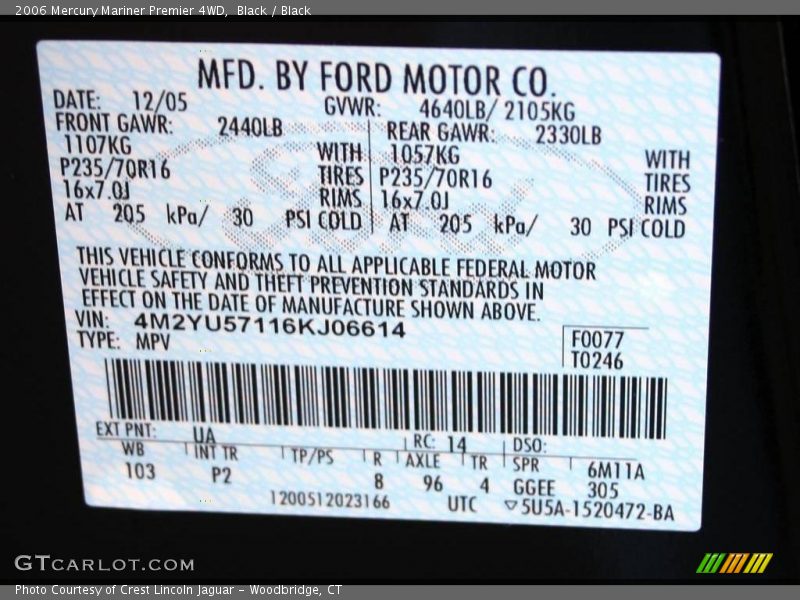 2006 Mercury Mariner Premier 4WD,  Black / Black
MFD. BY FORD MOTOR CO.
DATE: 12/05 GVWR: 4640LB/ 2105KG
FRONT GAWR: 2440LB REAR GAWR: 2330LB
1107KG WITH 1057KG WITH
P235/70R16 TIRES P235/70R16 TIRES
16x7.0J RIMS 16x7.0J RIMS
AT 205 kPa/ 30 PSI COLD AT 205 kPa/ 30 PSI COLD
THIS VEHICLE CONFORMS TO ALL APPLICABLE FEDERAL MOTOR
VEHICLE SAFETY AND THEFT PREVENTION STANDARDS IN
EFFECT ON THE DATE OF MANUFACTURE SHOWN ABOVE.
VIN: 4M2YU57116KJ06614
TYPE: MPV
F0077
T0246
EXT PNT: UA RC: 14 DSO:
WB INT TR TP/PS R AXLE TR SPR 6M11A
103 P2 8 96 4 GGEE 305
1200512023166 UTC ▽5U5A-1520472-BA
GTCARLOT.COM
Photo Courtesy of Crest Lincoln Jaguar - Woodbridge, CT